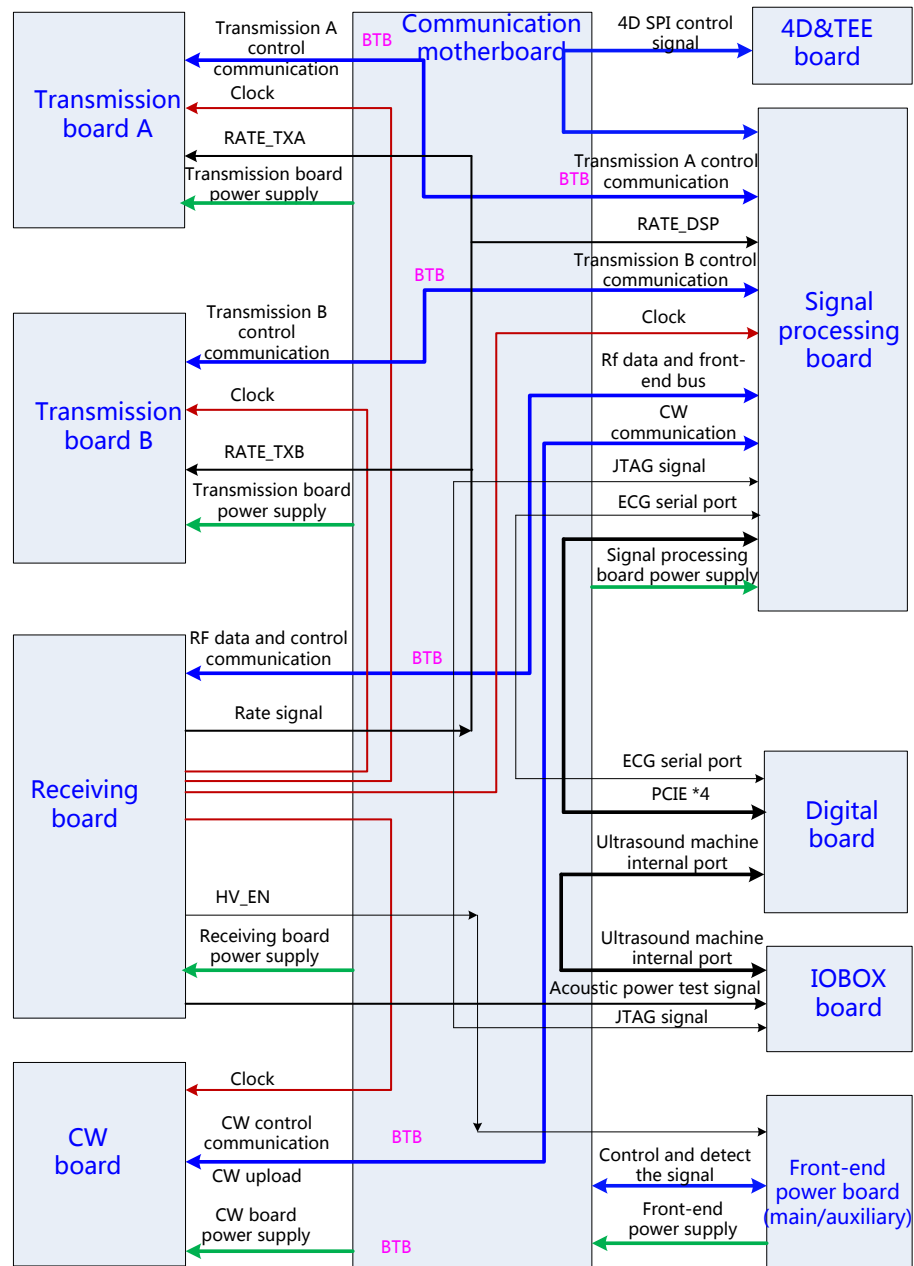 Transmission A
control
communication
BTB
Communication
motherboard
4D SPI control
signal
4D&TEE
board
Transmission
board A
Clock
RATE_TXA
Transmission board
power supply
Transmission A control
BTB
communication
RATE_DSP
Transmission B control
communication
BTB
Signal
processing
board
Transmission B
control
communication
Clock
Rf data and front-
end bus
Transmission
board B
Clock
CW
communication
RATE_TXB
JTAG signal
Transmission board
power supply
ECG serial port
Signal processing
board power supply
RF data and control
communication
BTB
Rate signal
Receiving
board
ECG serial port
PCIE *4
Digital
board
Ultrasound machine
internal port
HV_EN
Receiving board
power supply
Ultrasound machine
internal port
IOBOX
board
Acoustic power test signal
JTAG signal
Clock
CW
board
CW control
communication
BTB
CW upload
CW board
power supply
BTB
Control and detect
the signal
Front-end
power supply
Front-end
power board
(main/auxiliary)